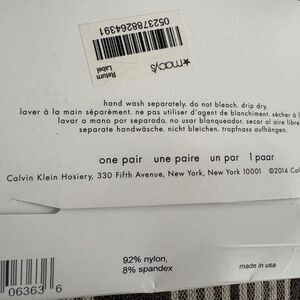 0523788264391
★macy's
Return
Label
hand wash separately. do not bleach. drip dry.
laver à la main séparément. ne pas utiliser d'agent de blanchiment. sécher à
lavar a mano por separado. no usar blanqueador. secar al aire libre
separate handwäsche. nicht bleichen. tropfnass aufhängen.
one pair une paire un par 1 paar
Calvin Klein Hosiery, 330 Fifth Avenue, New York, New York 10001 ©2014 Cal
92% nylon,
8% spandex
made in usa
06363 6